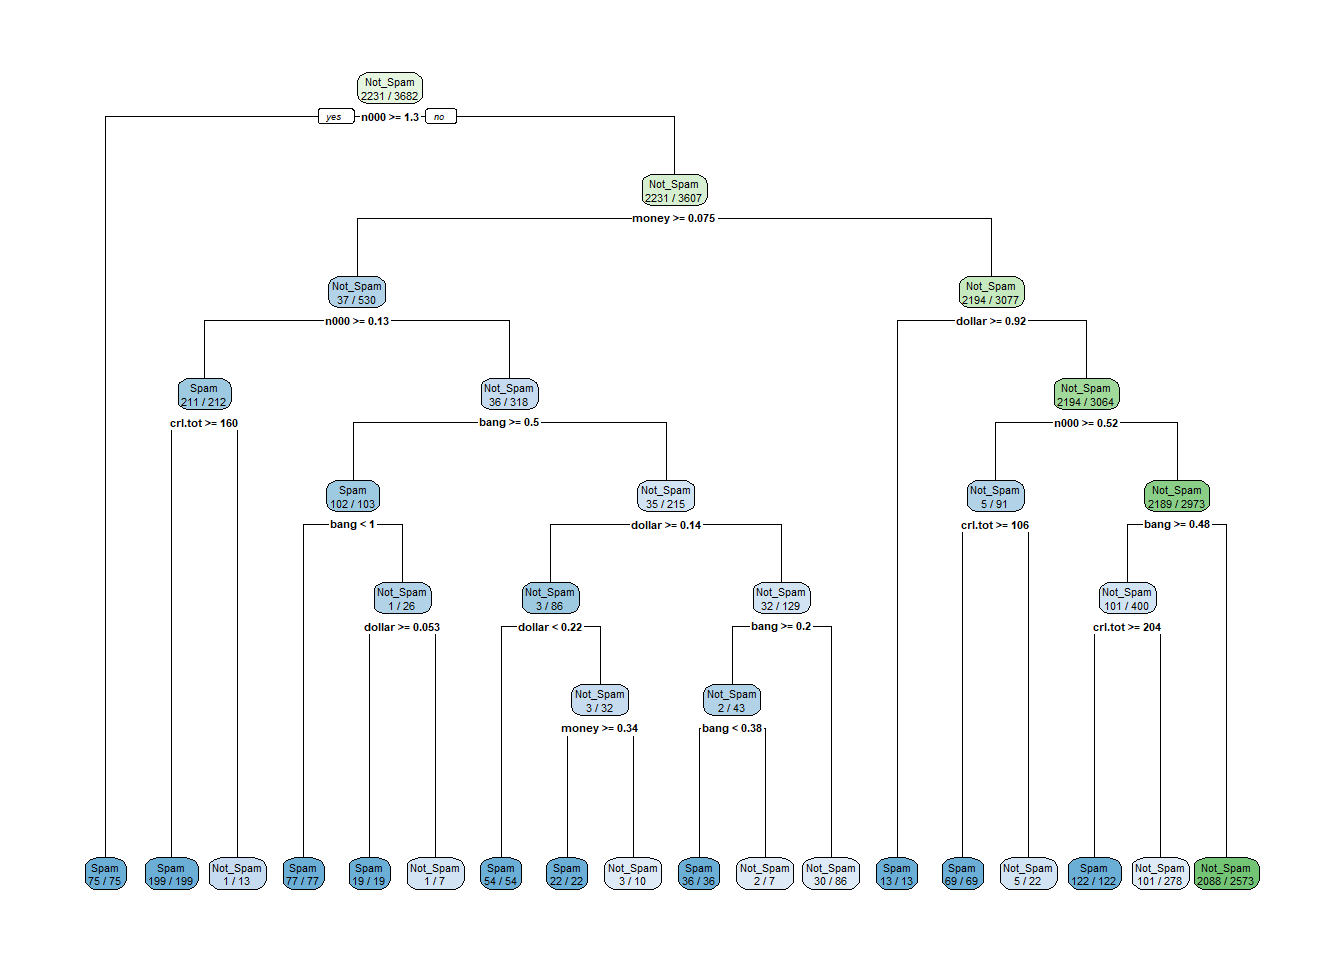 Not_Spam
2231 / 3682
yes
n000 >= 1.3
no
Not_Spam
2231 / 3607
money >= 0.075
Not_Spam
37 / 530
Not_Spam
2194 / 3077
n000 >= 0.13
dollar >= 0.92
Spam
211 / 212
Not_Spam
36 / 318
Not_Spam
2194 / 3064
crl.tot >= 160
bang >= 0.5
n000 >= 0.52
Spam
102 / 103
Not_Spam
35 / 215
Not_Spam
5 / 91
Not_Spam
2189 / 2973
bang < 1
dollar >= 0.14
crl.tot >= 106
bang >= 0.48
Not_Spam
1 / 26
Not_Spam
3 / 86
Not_Spam
32 / 129
Not_Spam
101 / 400
dollar >= 0.053
dollar < 0.22
bang >= 0.2
crl.tot >= 204
Not_Spam
3 / 32
Not_Spam
2 / 43
money >= 0.34
bang < 0.38
Spam
75 / 75
Spam
199 / 199
Not_Spam
1 / 13
Spam
77 / 77
Spam
19 / 19
Not_Spam
1 / 7
Spam
54 / 54
Spam
22 / 22
Not_Spam
3 / 10
Spam
36 / 36
Not_Spam
2 / 7
Not_Spam
30 / 86
Spam
13 / 13
Spam
69 / 69
Not_Spam
5 / 22
Spam
122 / 122
Not_Spam
101 / 278
Not_Spam
2088 / 2573